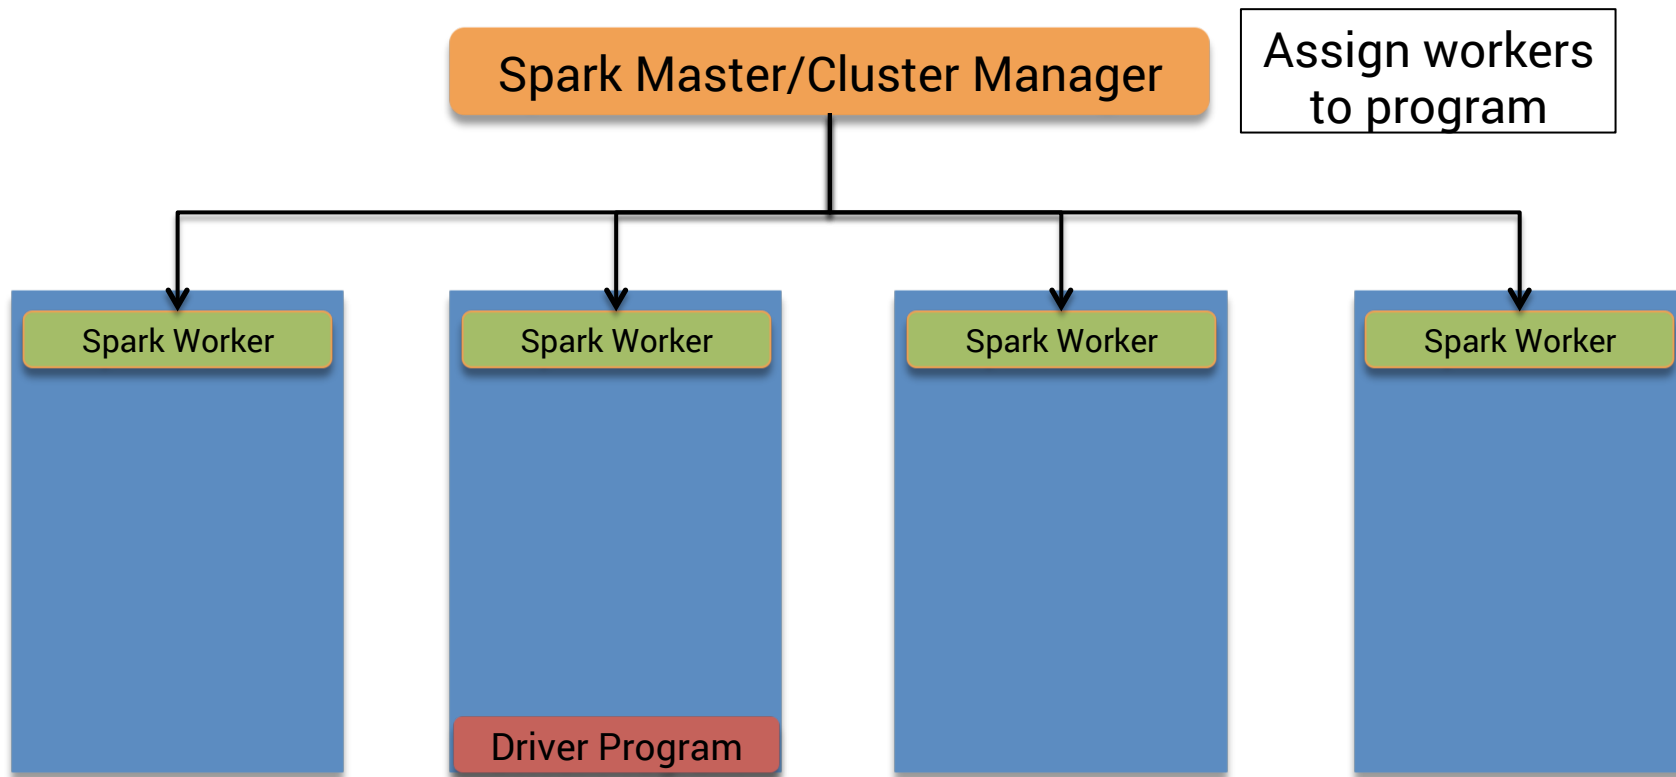 Spark Master/Cluster Manager
Assign workers
to program
Spark Worker
Spark Worker
Spark Worker
Spark Worker
Driver Program